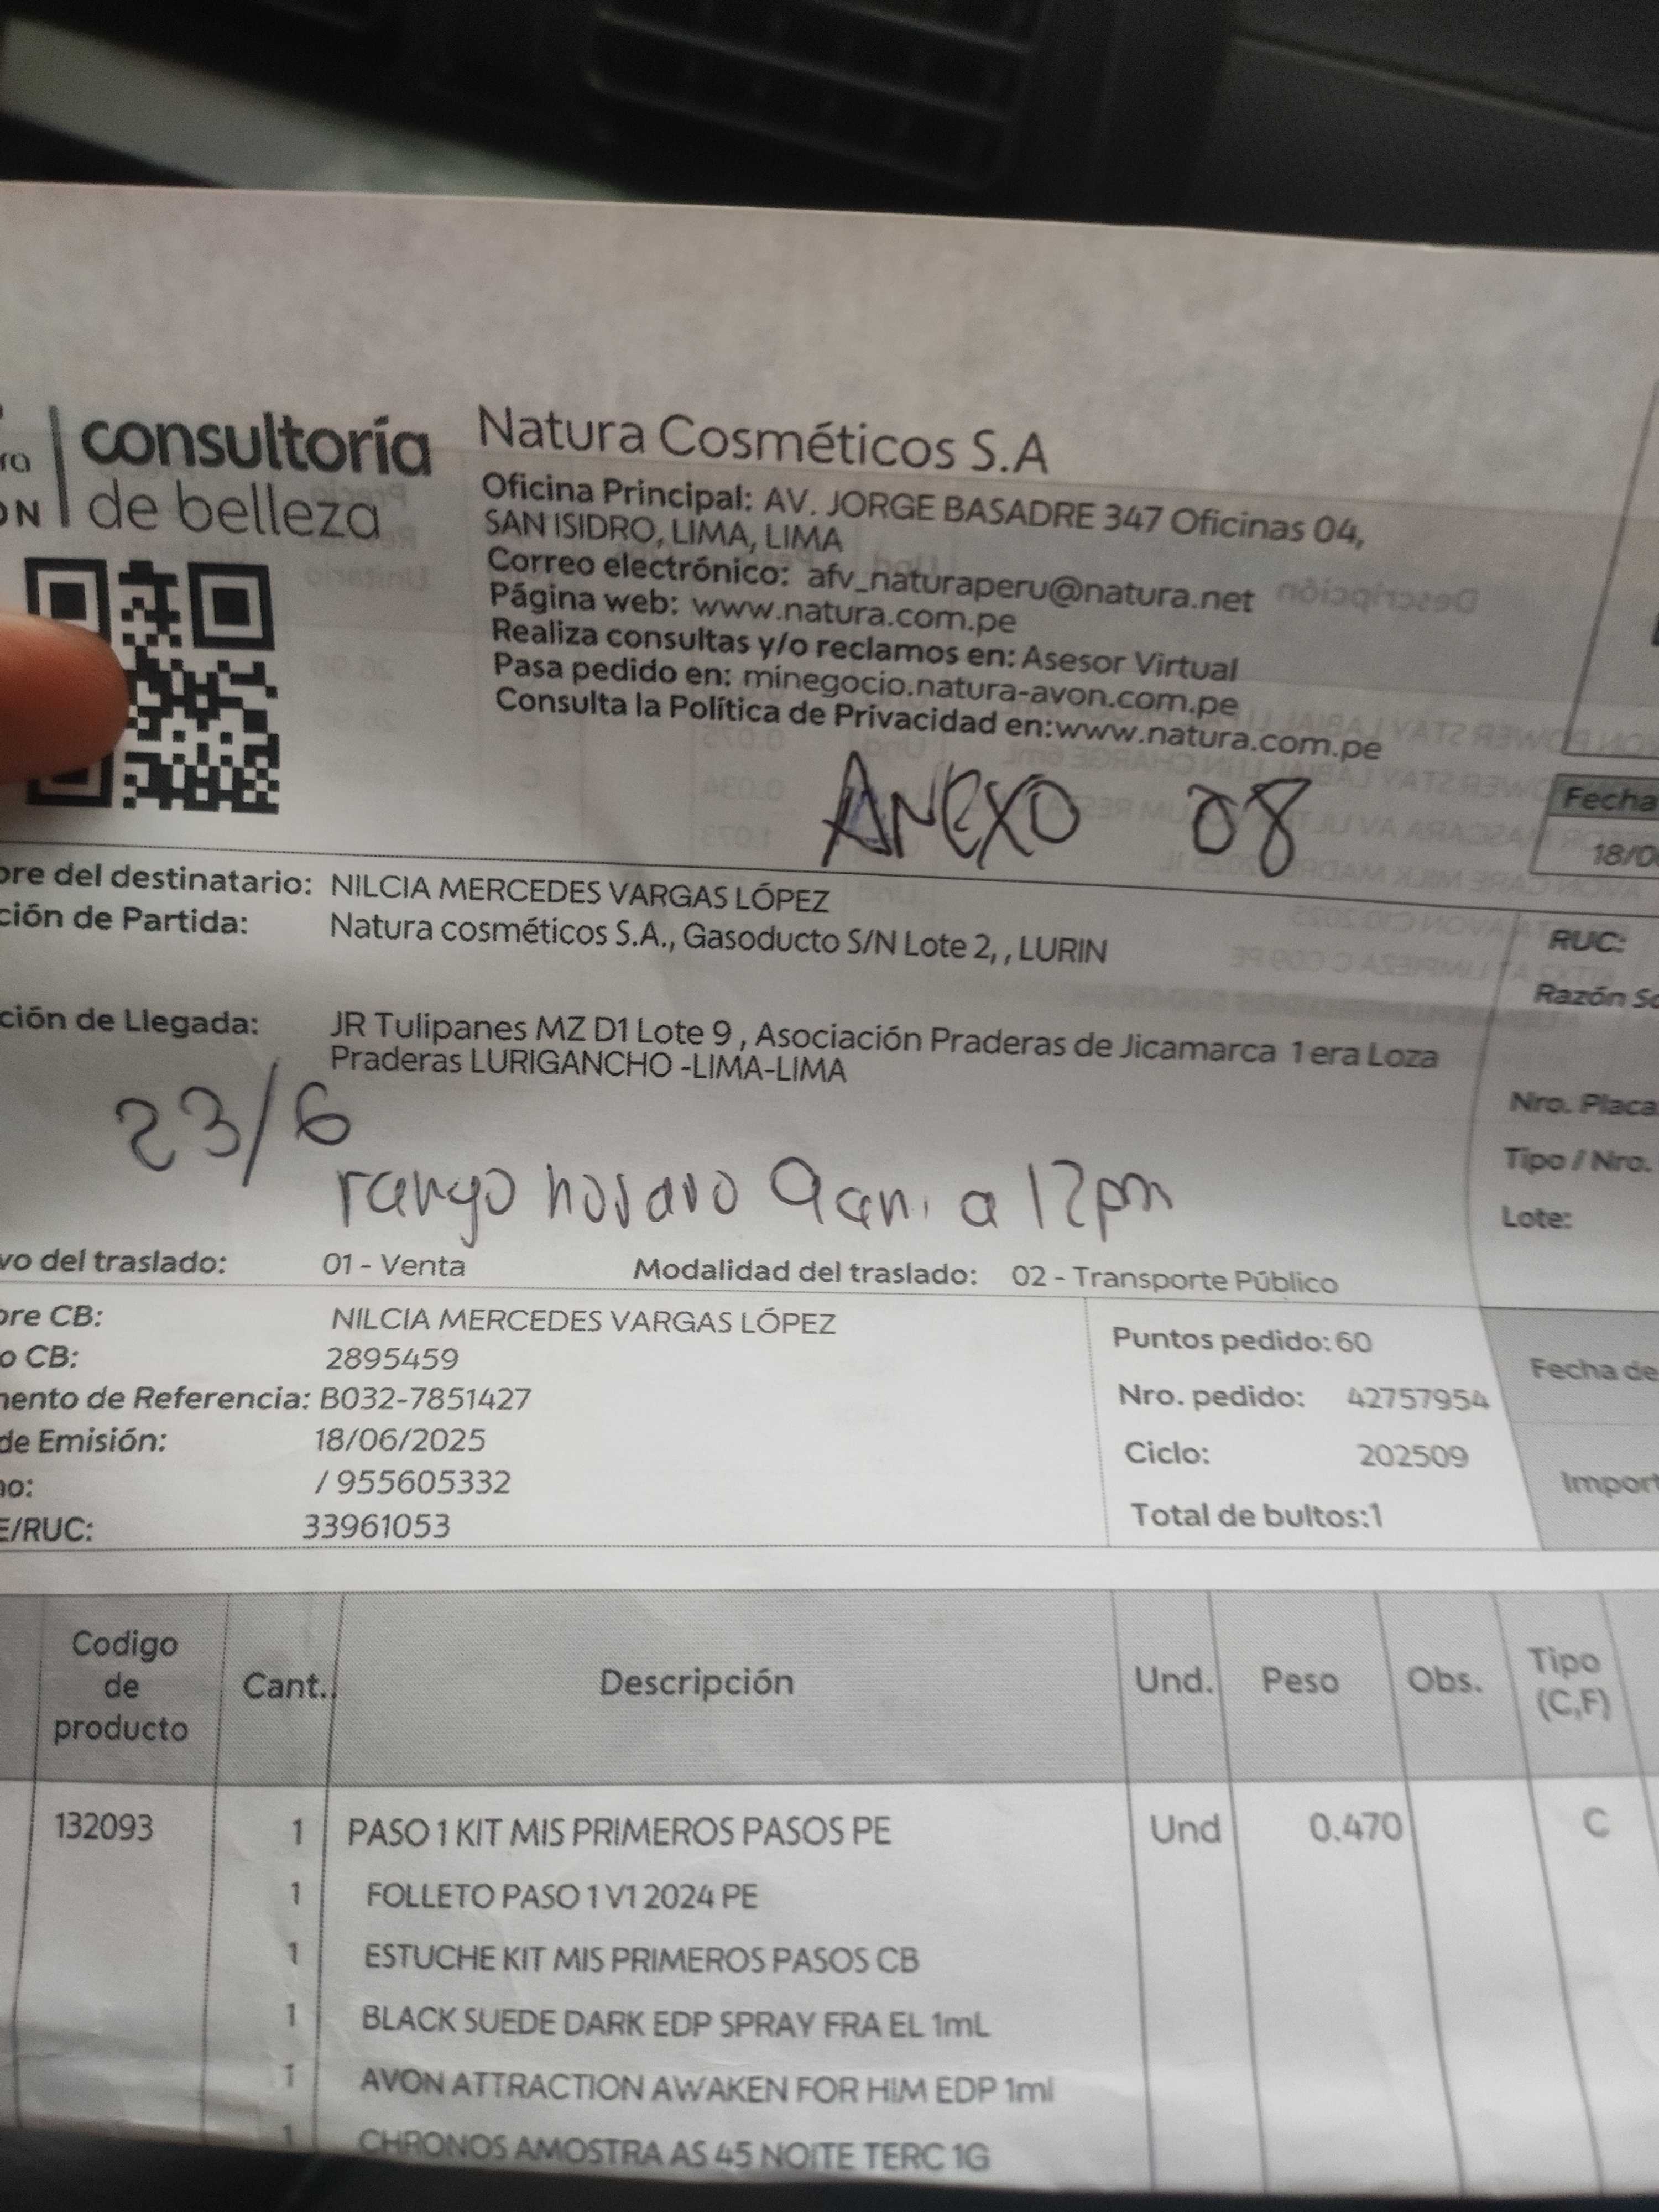 consultoría
de belleza
ON
Natura Cosméticos S.A
Oficina Principal: AV. JORGE BASADRE 347 Oficinas 04,
SAN ISIDRO, LIMA, LIMA
Correo electrónico: afv_naturaperu@natura.net
Página web: www.natura.com.pe
Realiza consultas y/o reclamos en: Asesor Virtual
Pasa pedido en: minegocio.natura-avon.com.pe
Consulta la Política de Privacidad en:www.natura.com.pe
ANEXO 08
Fecha
18/0
bre del destinatario: NILCIA MERCEDES VARGAS LÓPEZ
ción de Partida: Natura cosméticos S.A., Gasoducto S/N Lote 2, , LURIN
RUC:
Razón So
ción de Llegada: JR Tulipanes MZ D1 Lote 9 , Asociación Praderas de Jicamarca 1era Loza
Praderas LURIGANCHO -LIMA-LIMA
Nro. Placa
Tipo / Nro.
Lote:
23/6
rango horario 9am a 12pm
vo del traslado: 01 - Venta Modalidad del traslado: 02 - Transporte Público
bre CB: NILCIA MERCEDES VARGAS LÓPEZ
o CB: 2895459
mento de Referencia: B032-7851427
de Emisión: 18/06/2025
no: / 955605332
E/RUC: 33961053
Puntos pedido: 60
Nro. pedido: 42757954
Ciclo: 202509
Total de bultos:1
Fecha de
Import
Codigo de producto Cant. Descripción Und. Peso Obs. Tipo (C,F)
132093 1 PASO 1 KIT MIS PRIMEROS PASOS PE Und 0.470 C
1 FOLLETO PASO 1 V1 2024 PE
1 ESTUCHE KIT MIS PRIMEROS PASOS CB
1 BLACK SUEDE DARK EDP SPRAY FRA EL 1mL
1 AVON ATTRACTION AWAKEN FOR HIM EDP 1ml
1 CHRONOS AMOSTRA AS 45 NOITE TERC 1G